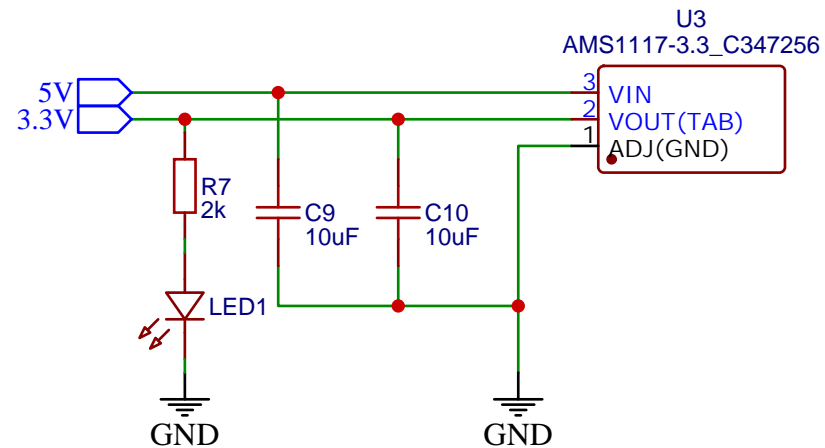 U3
AMS1117-3.3_C347256
5V
3.3V
3
VIN
2
VOUT(TAB)
1
ADJ(GND)
R7
2k
C9
10uF
C10
10uF
LED1
GND
GND